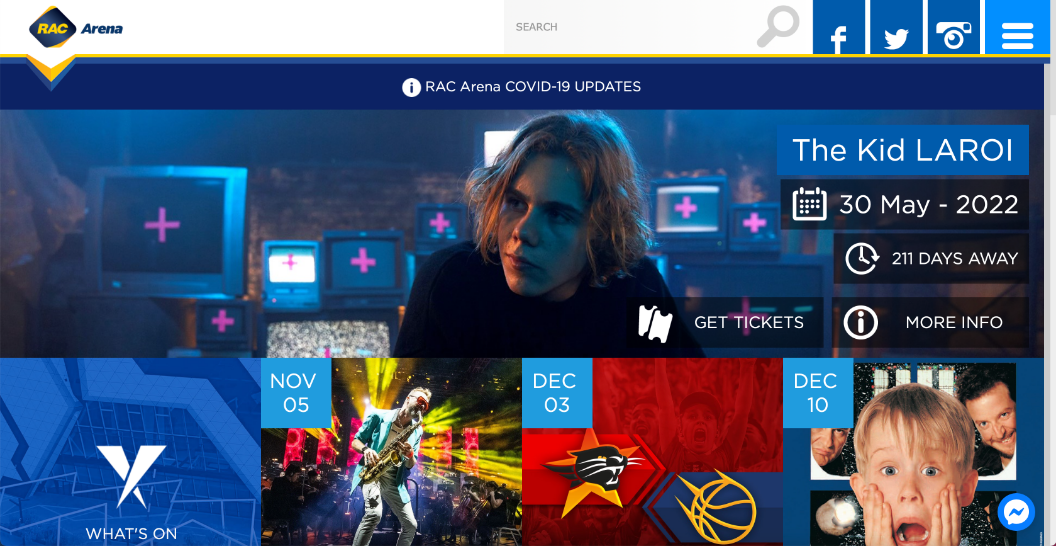 RAC Arena
SEARCH
RAC Arena COVID-19 UPDATES
The Kid LAROI
30 May - 2022
211 DAYS AWAY
GET TICKETS
MORE INFO
WHAT'S ON
NOV
05
DEC
03
DEC
10